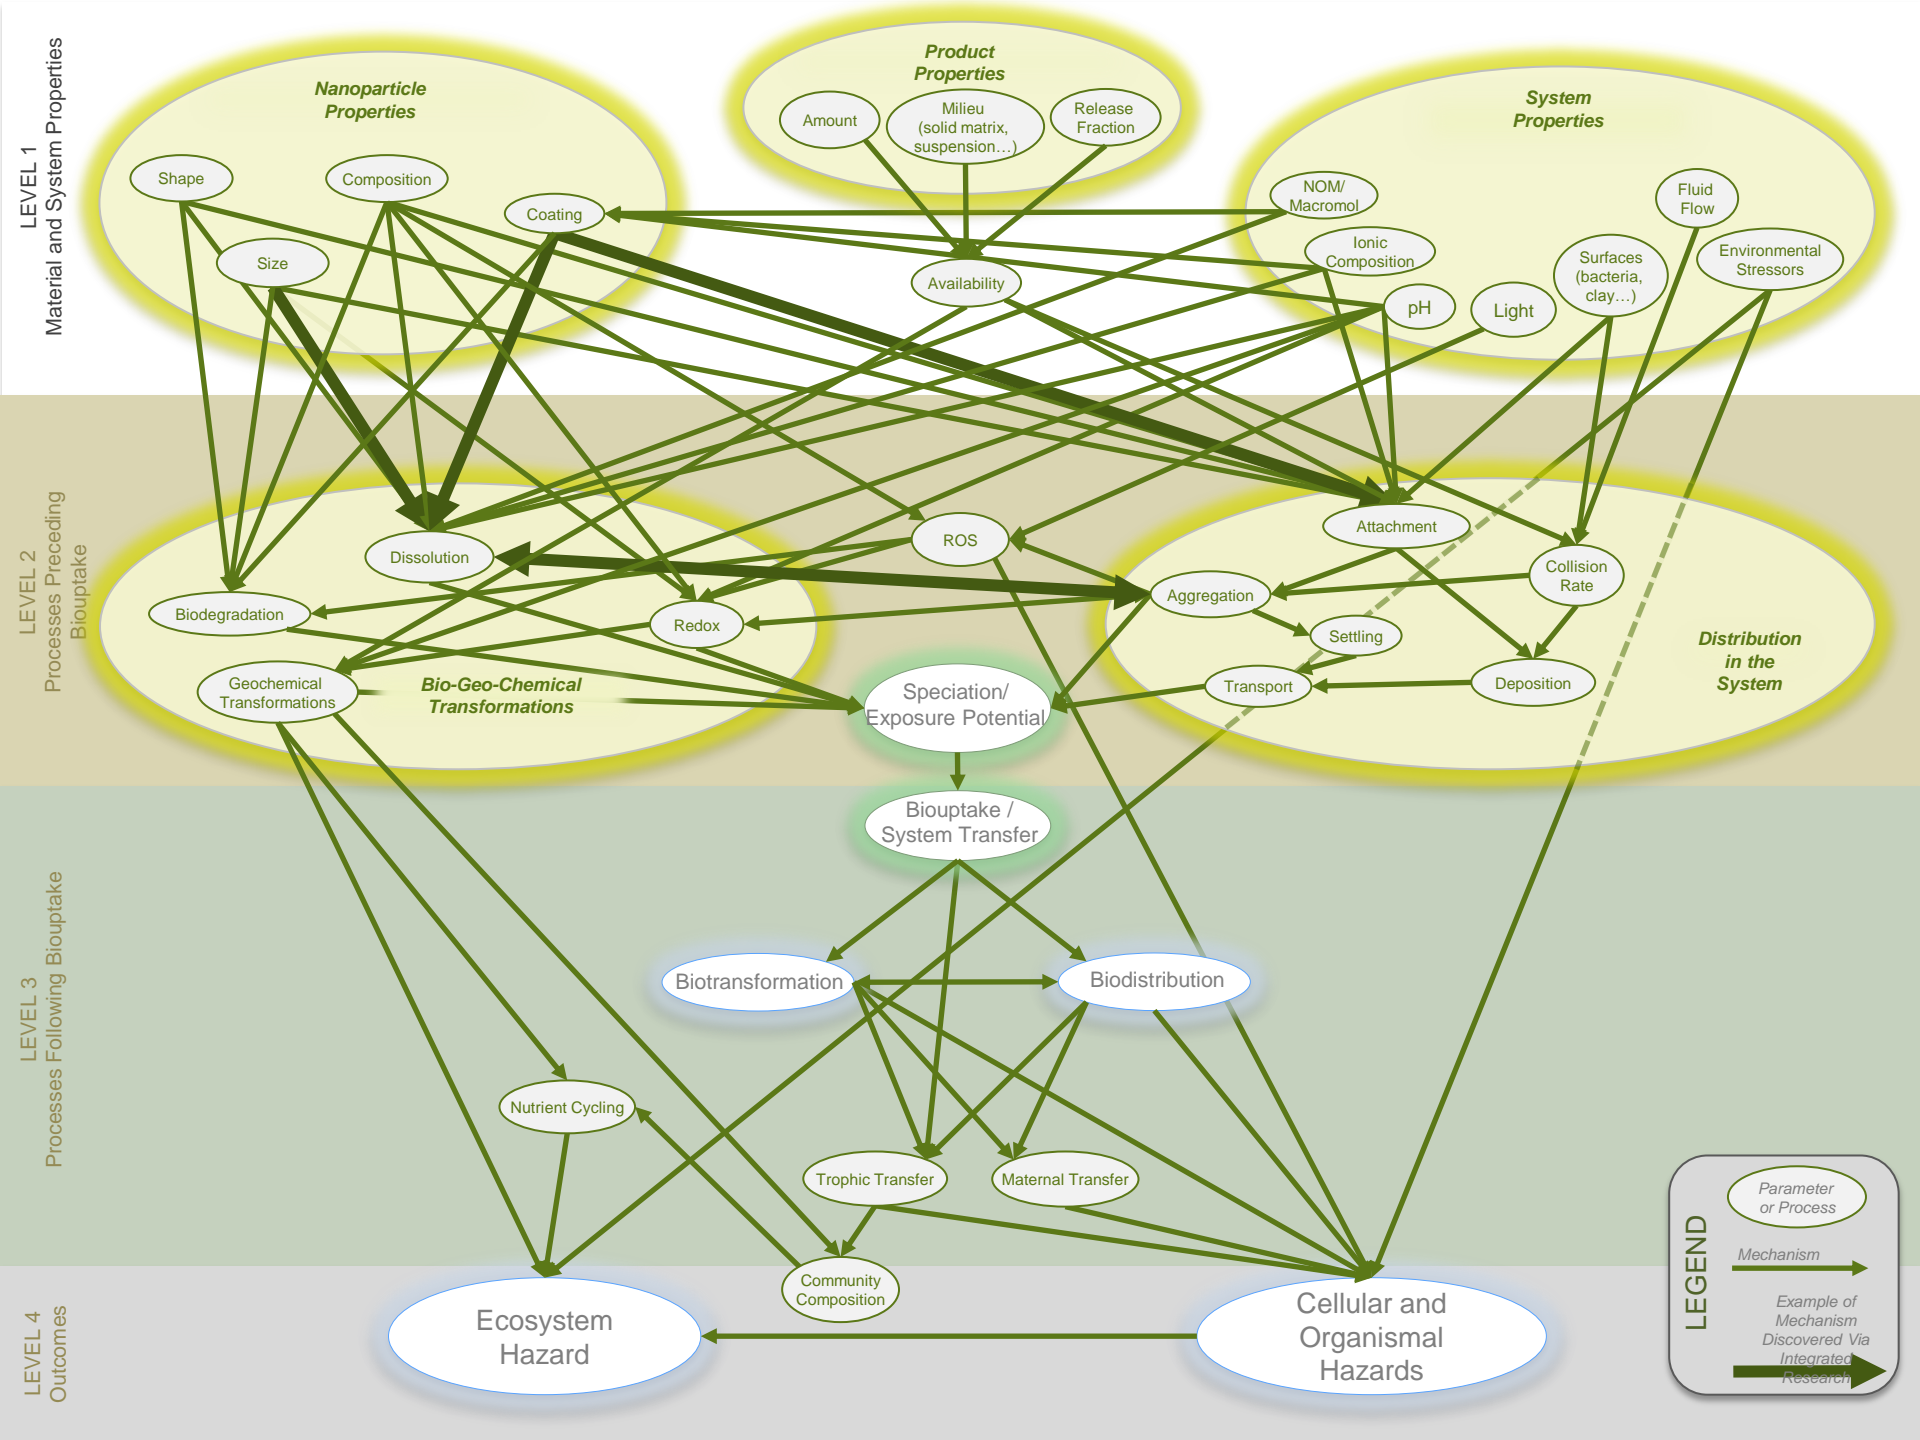 LEVEL 1
Material and System Properties
Nanoparticle
Properties
Shape
Composition
Coating
Size
Product
Properties
Amount
Milieu
(solid matrix,
suspension...)
Release
Fraction
Availability
System
Properties
NOM/
Macromol
Ionic
Composition
pH
Light
Surfaces
(bacteria,
clay...)
Fluid
Flow
Environmental
Stressors
LEVEL 2
Processes Preceding
Biouptake
Dissolution
Biodegradation
Redox
Geochemical
Transformations
Bio-Geo-Chemical
Transformations
ROS
Attachment
Collision
Rate
Aggregation
Settling
Transport
Deposition
Distribution
in the
System
Speciation/
Exposure Potential
LEVEL 3
Processes Following Biouptake
Biouptake /
System Transfer
Biotransformation
Biodistribution
Nutrient Cycling
Trophic Transfer
Maternal Transfer
LEVEL 4
Outcomes
Community
Composition
Ecosystem
Hazard
Cellular and
Organismal
Hazards
LEGEND
Parameter
or Process
Mechanism
Example of
Mechanism
Discovered Via
Integrated
Research